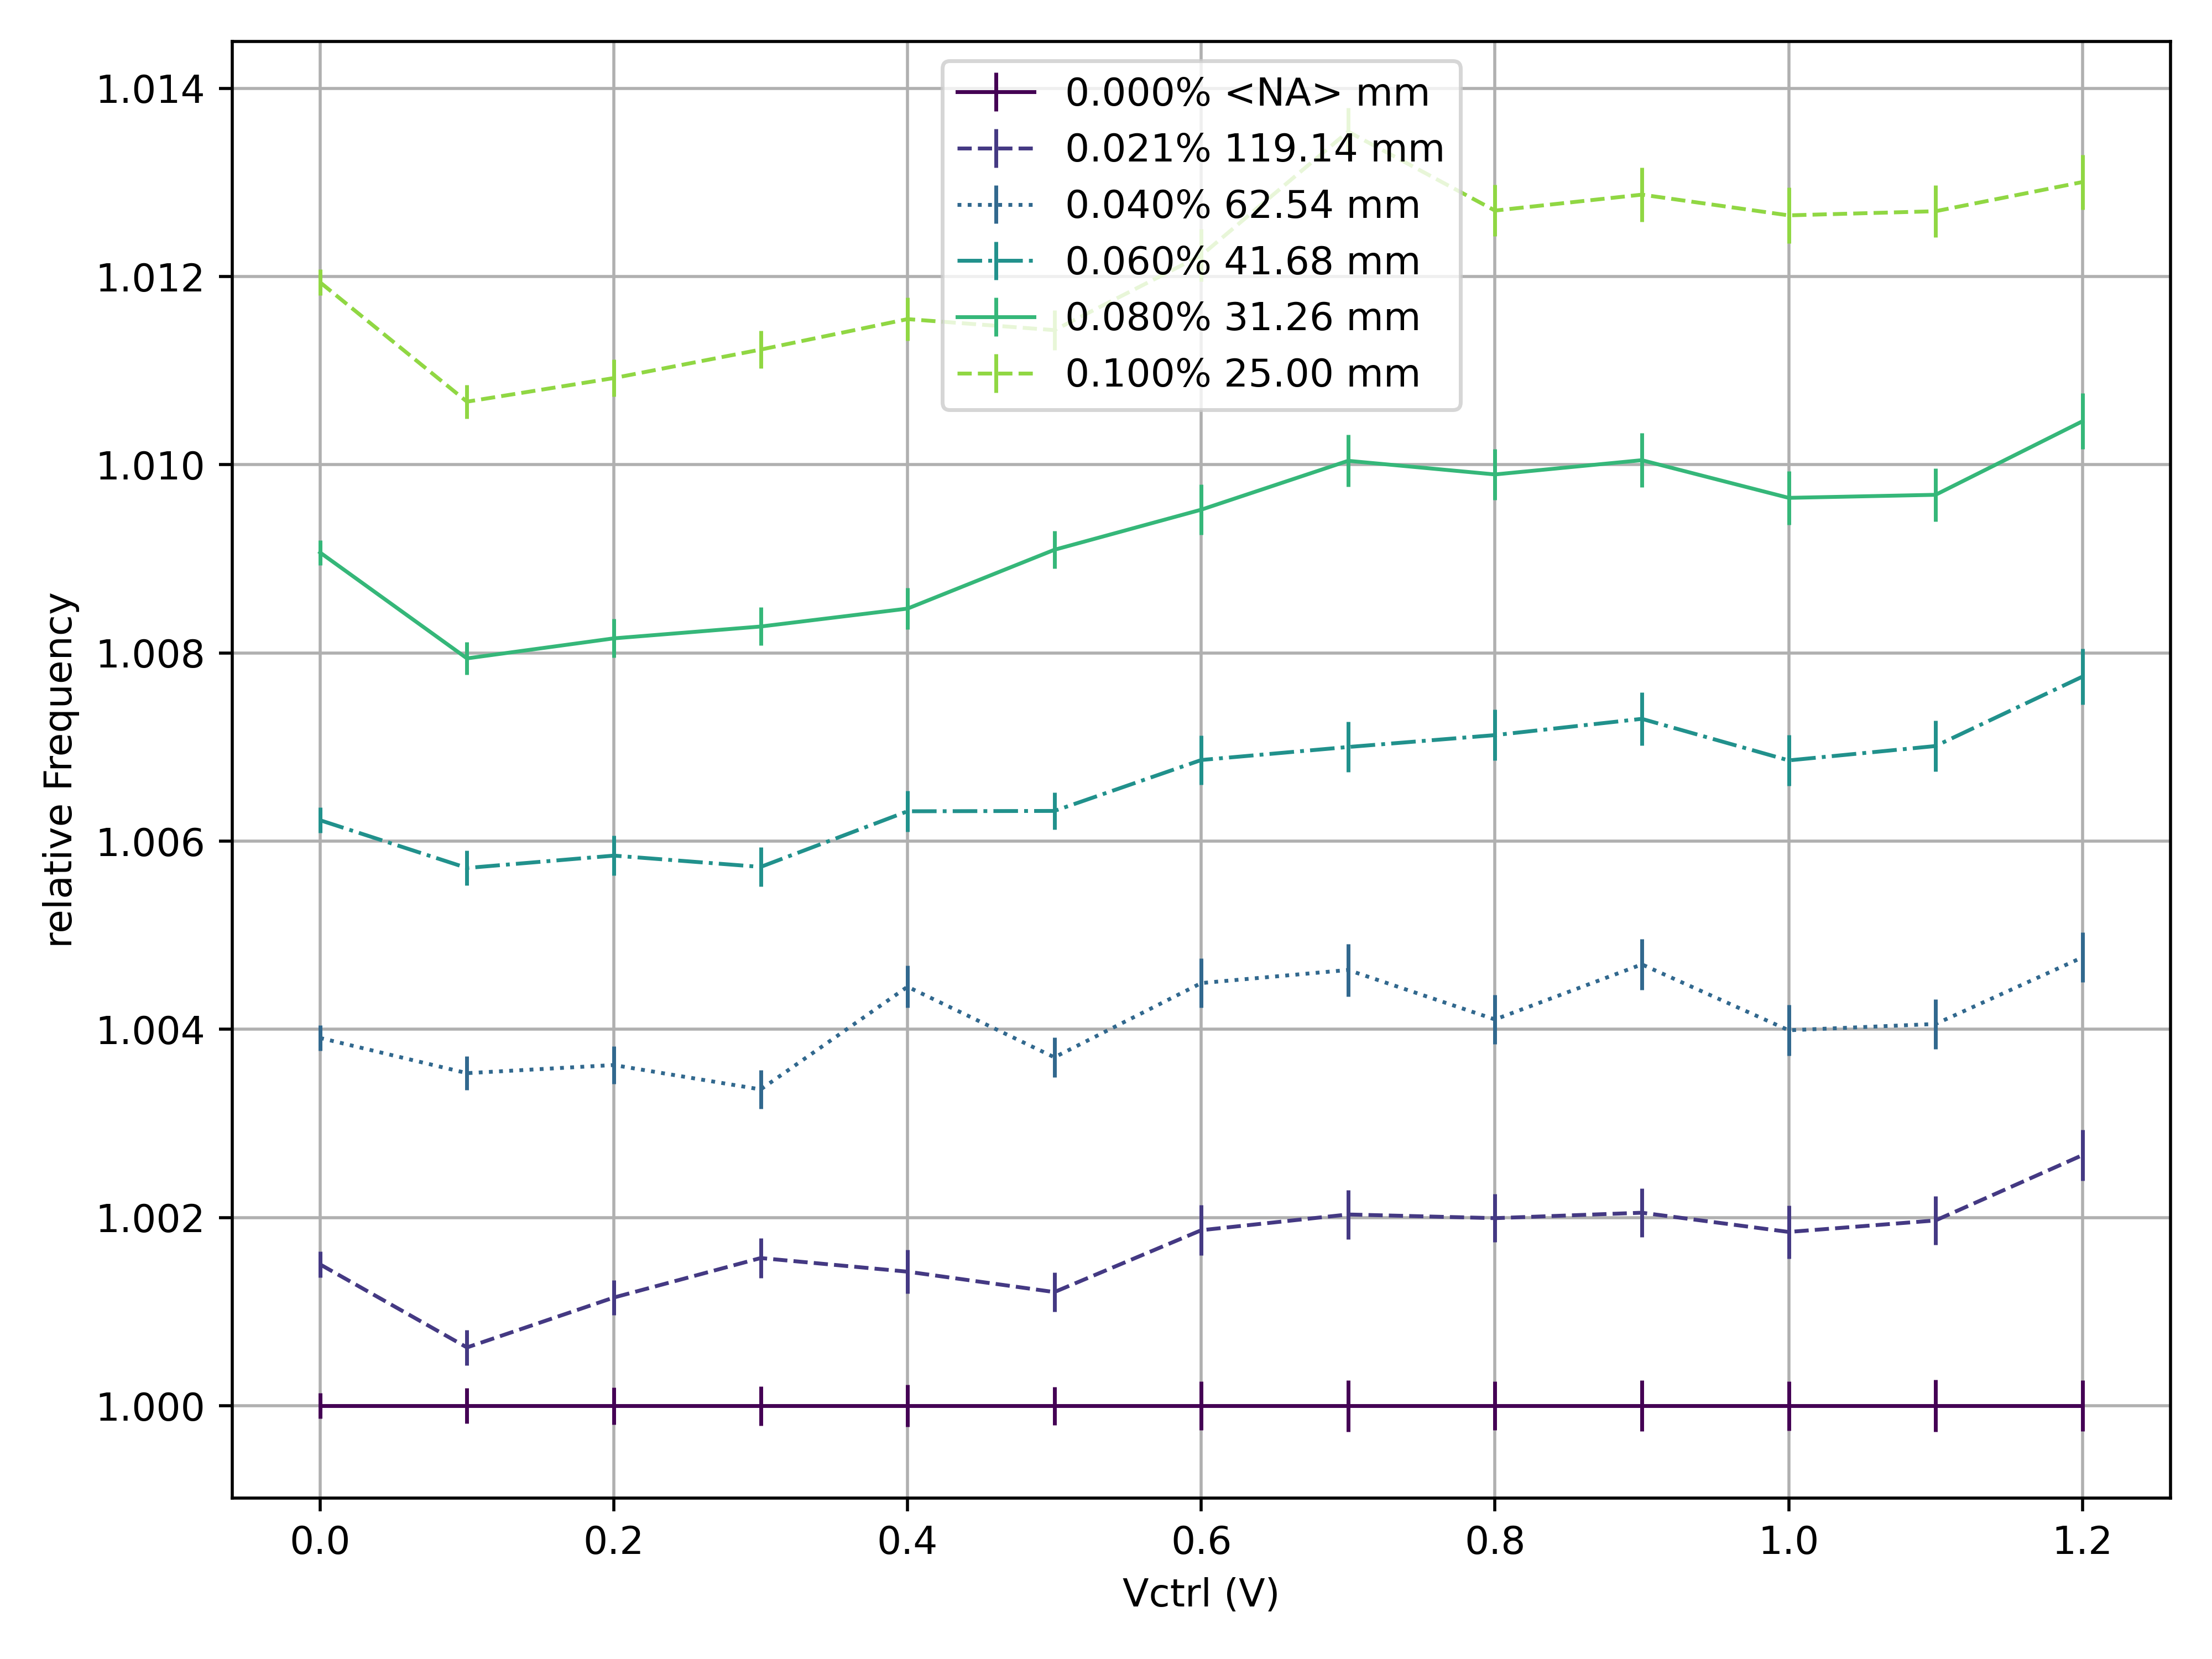 0.000% <NA> mm
0.021% 119.14 mm
0.040% 62.54 mm
0.060% 41.68 mm
0.080% 31.26 mm
0.100% 25.00 mm
relative Frequency
1.014
1.012
1.010
1.008
1.006
1.004
1.002
1.000
0.0 0.2 0.4 0.6 0.8 1.0 1.2
Vctrl (V)